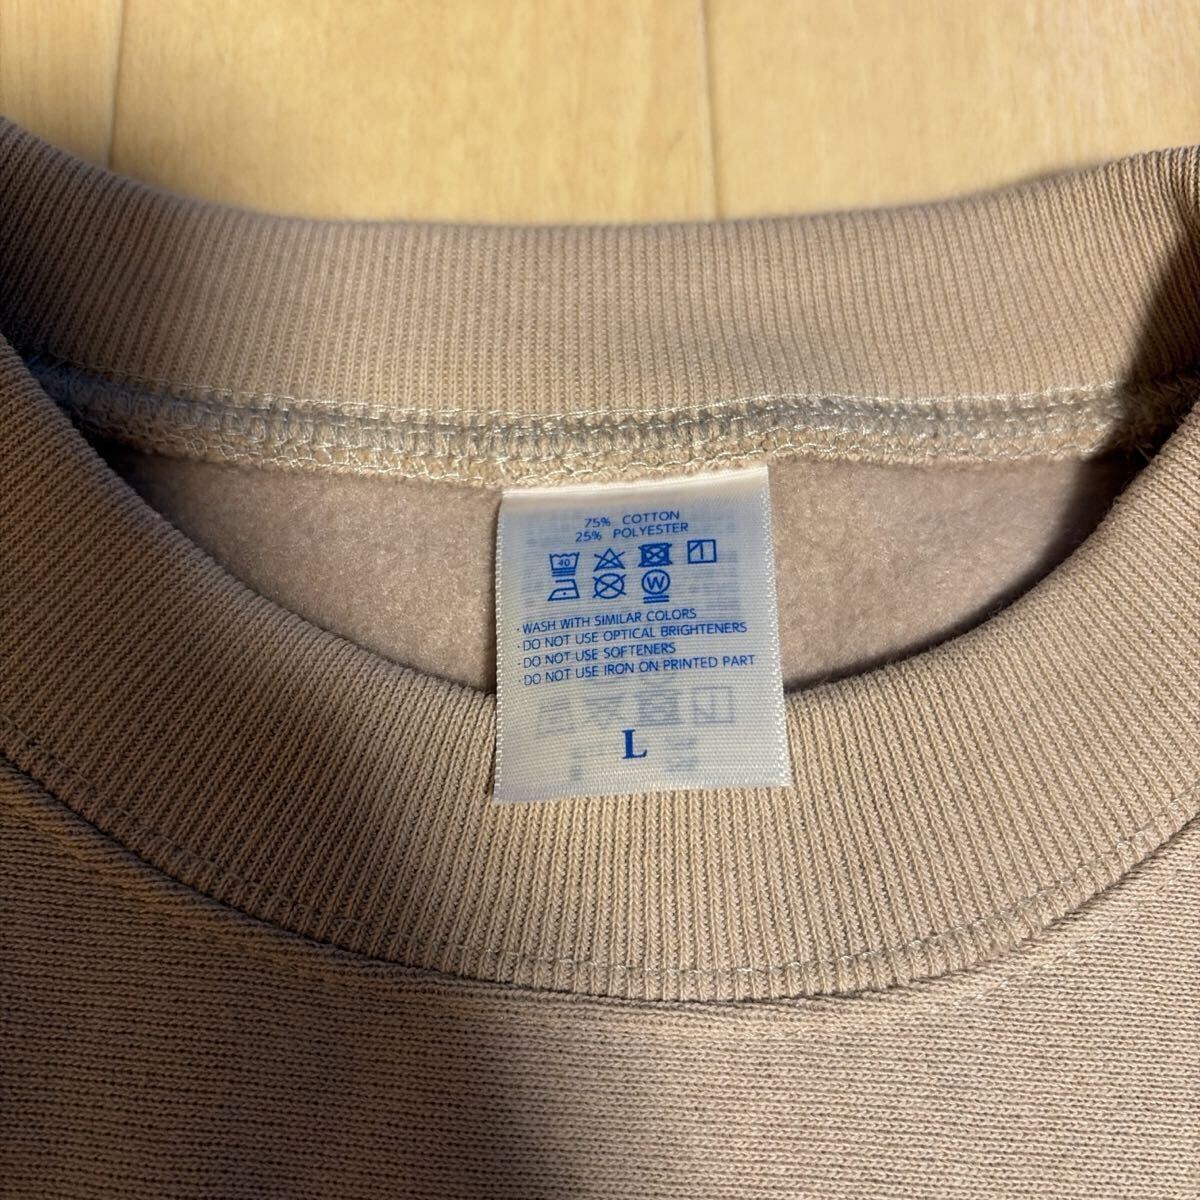 75% COTTON
25% POLYESTER
40
W
· WASH WITH SIMILAR COLORS
· DO NOT USE OPTICAL BRIGHTENERS
· DO NOT USE SOFTENERS
· DO NOT USE IRON ON PRINTED PART
L